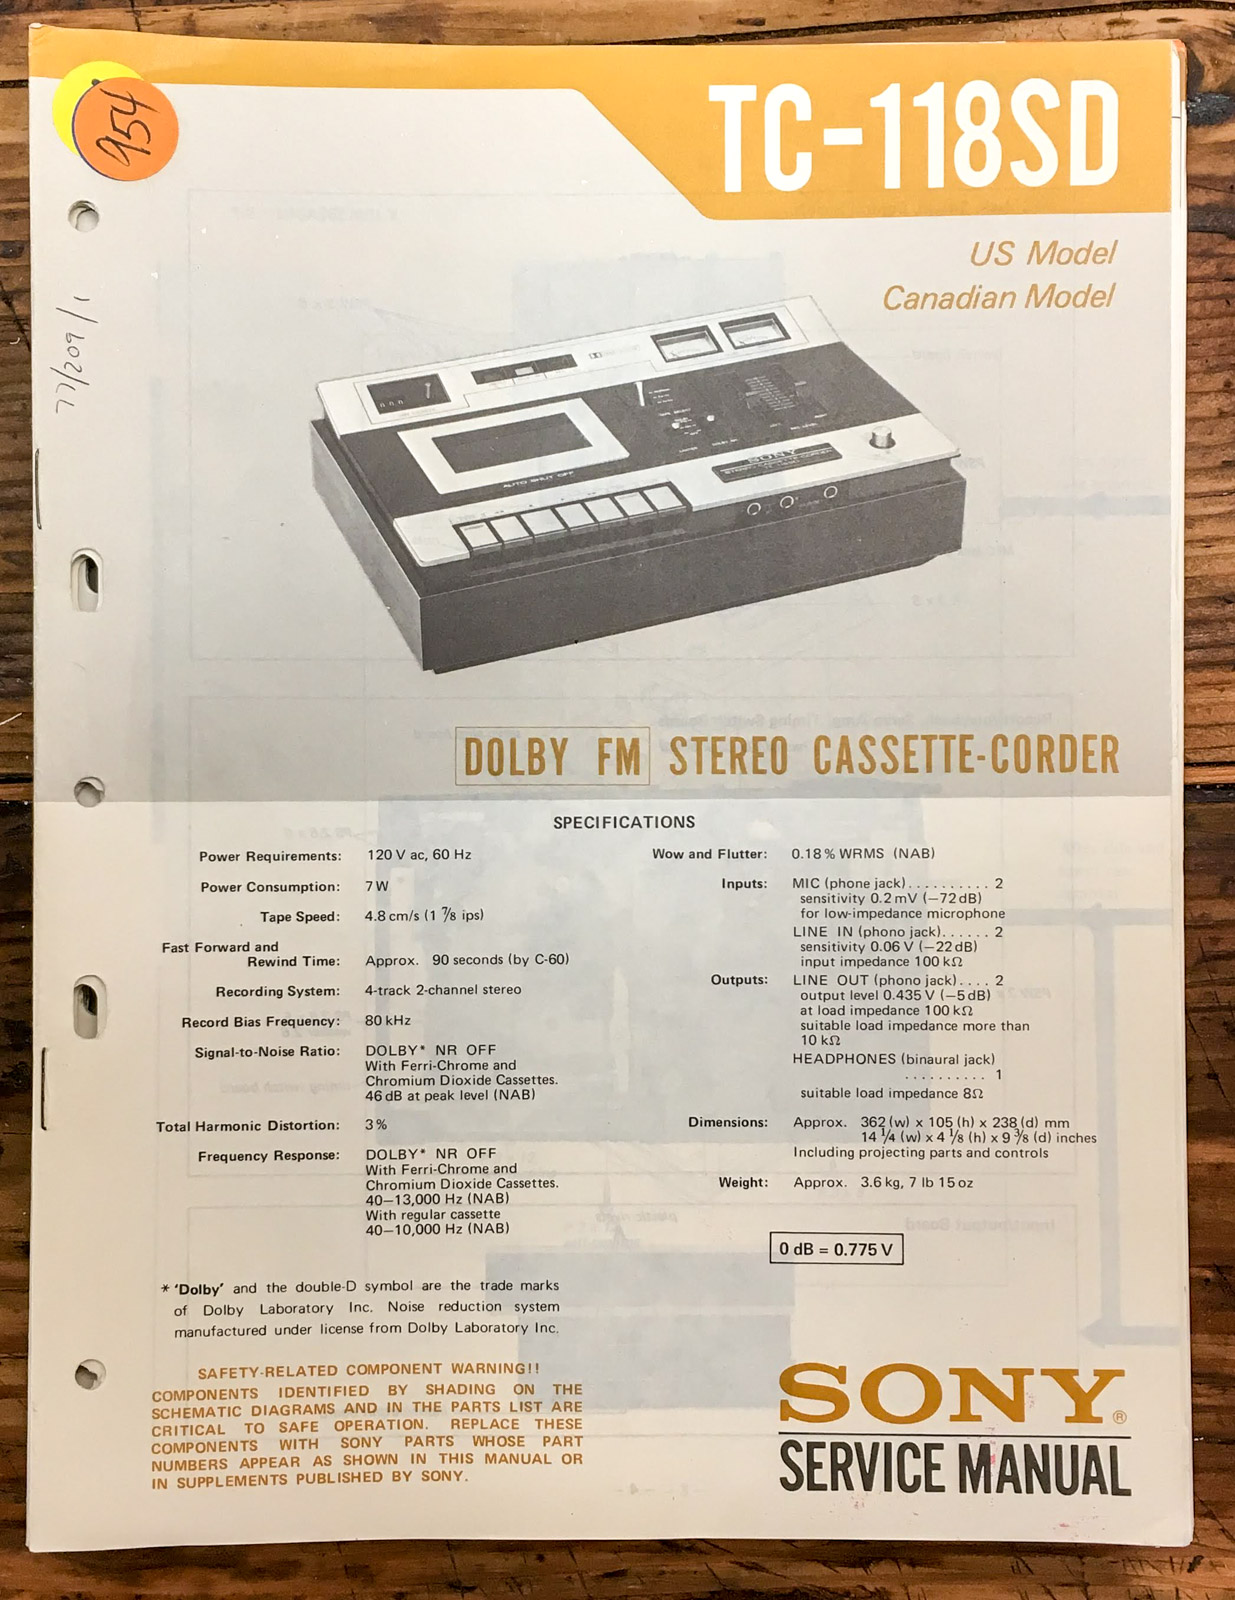 954
77/209/1
TC-118SD
US Model
Canadian Model
AUTO SHUT OFF
SONY
DOLBY FM STEREO CASSETTE-CORDER
SPECIFICATIONS
Power Requirements: 120 V ac, 60 Hz
Power Consumption: 7 W
Tape Speed: 4.8 cm/s (1 7/8 ips)
Fast Forward and
Rewind Time: Approx. 90 seconds (by C-60)
Recording System: 4-track 2-channel stereo
Record Bias Frequency: 80 kHz
Signal-to-Noise Ratio: DOLBY* NR OFF
With Ferri-Chrome and
Chromium Dioxide Cassettes.
46 dB at peak level (NAB)
Total Harmonic Distortion: 3 %
Frequency Response: DOLBY* NR OFF
With Ferri-Chrome and
Chromium Dioxide Cassettes.
40–13,000 Hz (NAB)
With regular cassette
40–10,000 Hz (NAB)
Wow and Flutter: 0.18 % WRMS (NAB)
Inputs: MIC (phone jack) . . . . . . . . . . 2
sensitivity 0.2 mV (−72 dB)
for low-impedance microphone
LINE IN (phono jack). . . . . . 2
sensitivity 0.06 V (−22 dB)
input impedance 100 kΩ
Outputs: LINE OUT (phono jack). . . . 2
output level 0.435 V (−5 dB)
at load impedance 100 kΩ
suitable load impedance more than
10 kΩ
HEADPHONES (binaural jack)
. . . . . . . . . . 1
suitable load impedance 8Ω
Dimensions: Approx. 362 (w) x 105 (h) x 238 (d) mm
14 1/4 (w) x 4 1/8 (h) x 9 3/8 (d) inches
Including projecting parts and controls
Weight: Approx. 3.6 kg, 7 lb 15 oz
0 dB = 0.775 V
* 'Dolby' and the double-D symbol are the trade marks
of Dolby Laboratory Inc. Noise reduction system
manufactured under license from Dolby Laboratory Inc.
SAFETY-RELATED COMPONENT WARNING!!
COMPONENTS IDENTIFIED BY SHADING ON THE
SCHEMATIC DIAGRAMS AND IN THE PARTS LIST ARE
CRITICAL TO SAFE OPERATION. REPLACE THESE
COMPONENTS WITH SONY PARTS WHOSE PART
NUMBERS APPEAR AS SHOWN IN THIS MANUAL OR
IN SUPPLEMENTS PUBLISHED BY SONY.
SONY®
SERVICE MANUAL